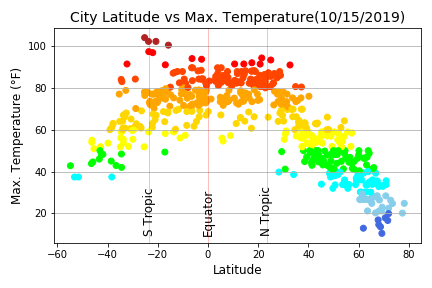 City Latitude vs Max. Temperature(10/15/2019)
Max. Temperature (°F)
100
80
60
40
20
S Tropic
Equator
N Tropic
−60 −40 −20 0 20 40 60 80
Latitude